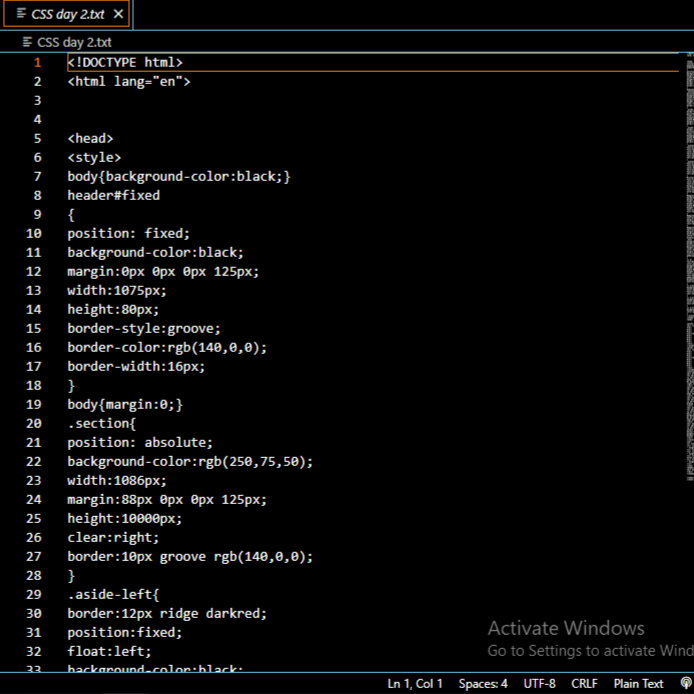 CSS day 2.txt
CSS day 2.txt
1 <!DOCTYPE html>
2 <html lang="en">
3
4
5 <head>
6 <style>
7 body{background-color:black;}
8 header#fixed
9 {
10 position: fixed;
11 background-color:black;
12 margin:0px 0px 0px 125px;
13 width:1075px;
14 height:80px;
15 border-style:groove;
16 border-color:rgb(140,0,0);
17 border-width:16px;
18 }
19 body{margin:0;}
20 .section{
21 position: absolute;
22 background-color:rgb(250,75,50);
23 width:1086px;
24 margin:88px 0px 0px 125px;
25 height:10000px;
26 clear:right;
27 border:10px groove rgb(140,0,0);
28 }
29 .aside-left{
30 border:12px ridge darkred;
31 position:fixed;
32 float:left;
33 background-color:black;
Activate Windows
Go to Settings to activate Wind
Ln 1, Col 1 Spaces: 4 UTF-8 CRLF Plain Text